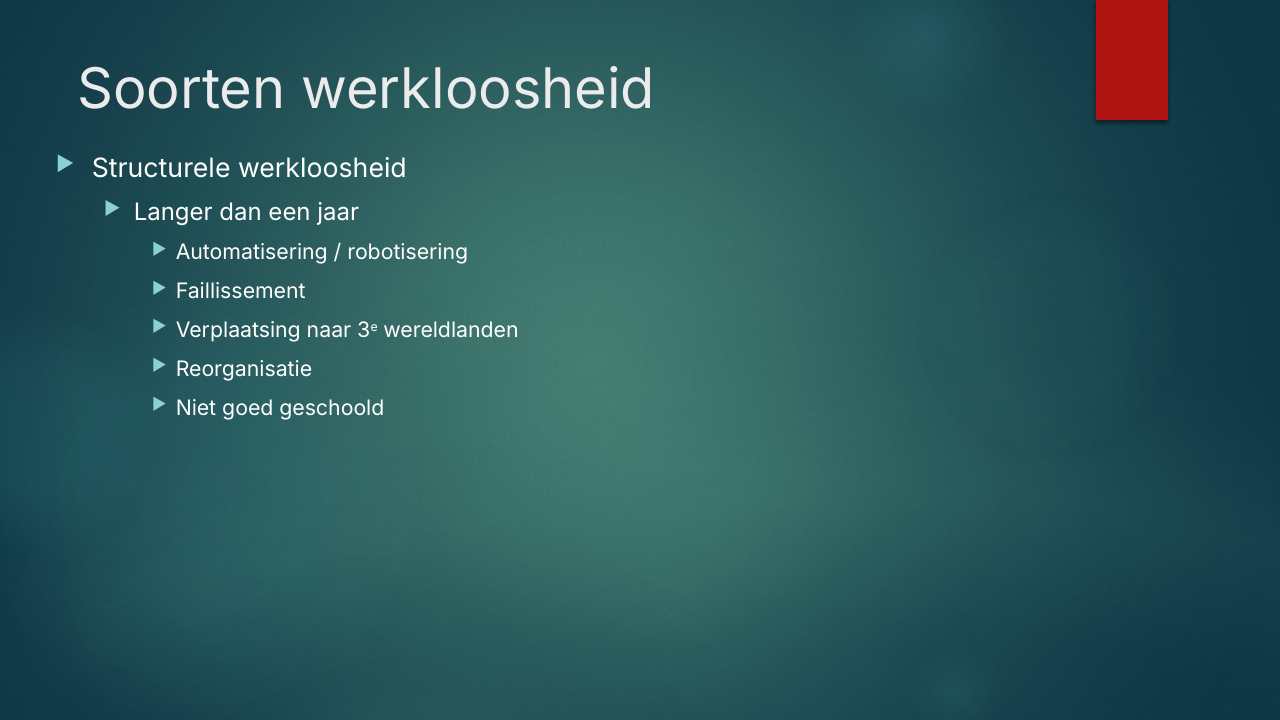 Soorten werkloosheid
Structurele werkloosheid
Langer dan een jaar
Automatisering / robotisering
Faillissement
Verplaatsing naar 3ᵉ wereldlanden
Reorganisatie
Niet goed geschoold